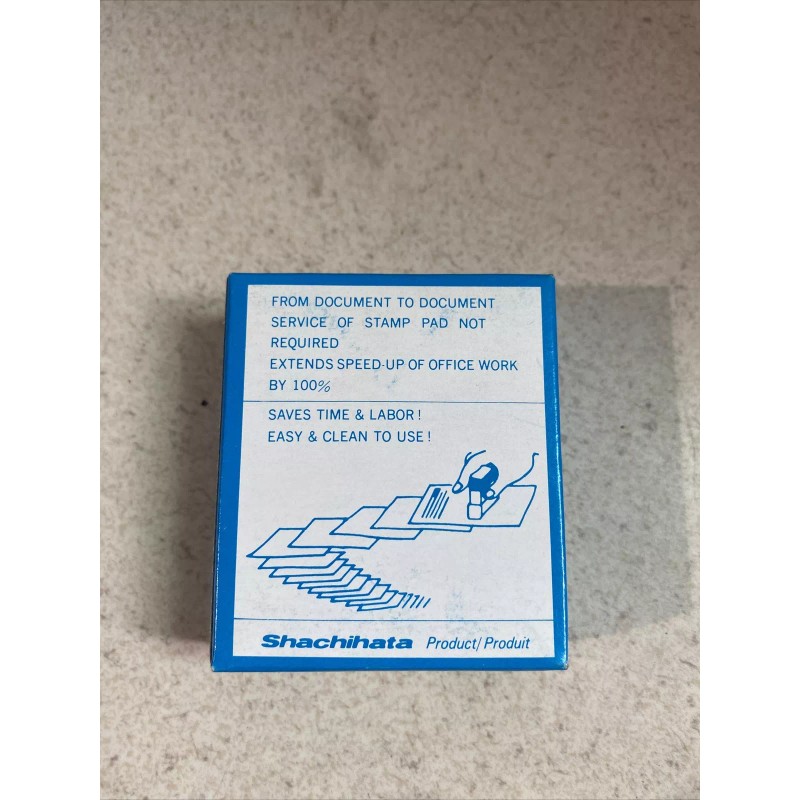 FROM DOCUMENT TO DOCUMENT
SERVICE OF STAMP PAD NOT
REQUIRED
EXTENDS SPEED-UP OF OFFICE WORK
BY 100%
SAVES TIME & LABOR!
EASY & CLEAN TO USE!
Shachihata Product/Produit